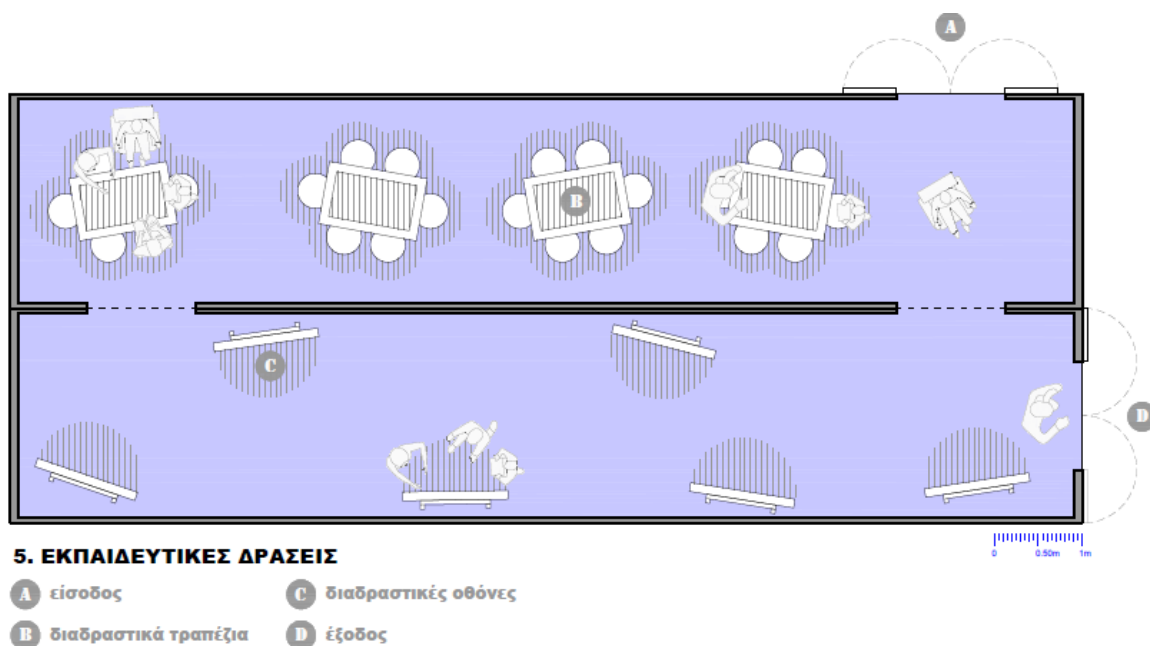 A
B
C
D
0 0.50m 1m
5. ΕΚΠΑΙΔΕΥΤΙΚΕΣ ΔΡΑΣΕΙΣ
A είσοδος
C διαδραστικές οθόνες
B διαδραστικά τραπέζια
D έξοδος